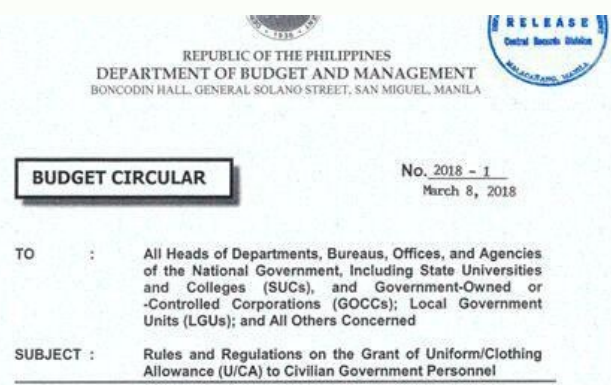 1936
RELEASE
Central Records Division
MALACAÑANG, MANILA
REPUBLIC OF THE PHILIPPINES
DEPARTMENT OF BUDGET AND MANAGEMENT
BONCODIN HALL, GENERAL SOLANO STREET, SAN MIGUEL, MANILA
BUDGET CIRCULAR
No. 2018 - 1
March 8, 2018
TO : All Heads of Departments, Bureaus, Offices, and Agencies
of the National Government, Including State Universities
and Colleges (SUCs), and Government-Owned or
-Controlled Corporations (GOCCs); Local Government
Units (LGUs); and All Others Concerned
SUBJECT : Rules and Regulations on the Grant of Uniform/Clothing
Allowance (U/CA) to Civilian Government Personnel